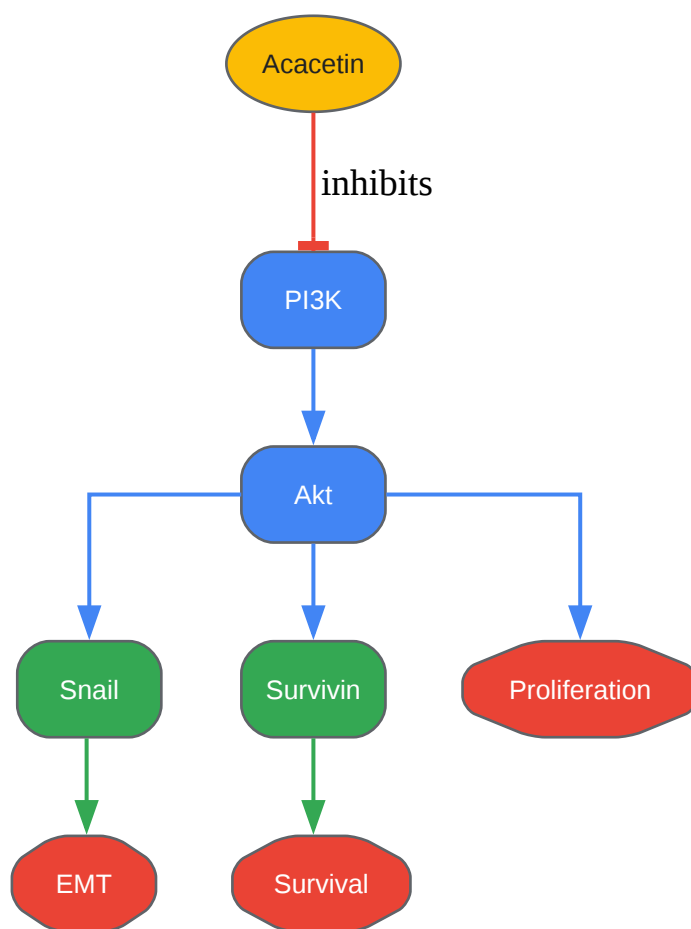 Acacetin
inhibits
PI3K
Akt
Snail
Survivin
Proliferation
EMT
Survival